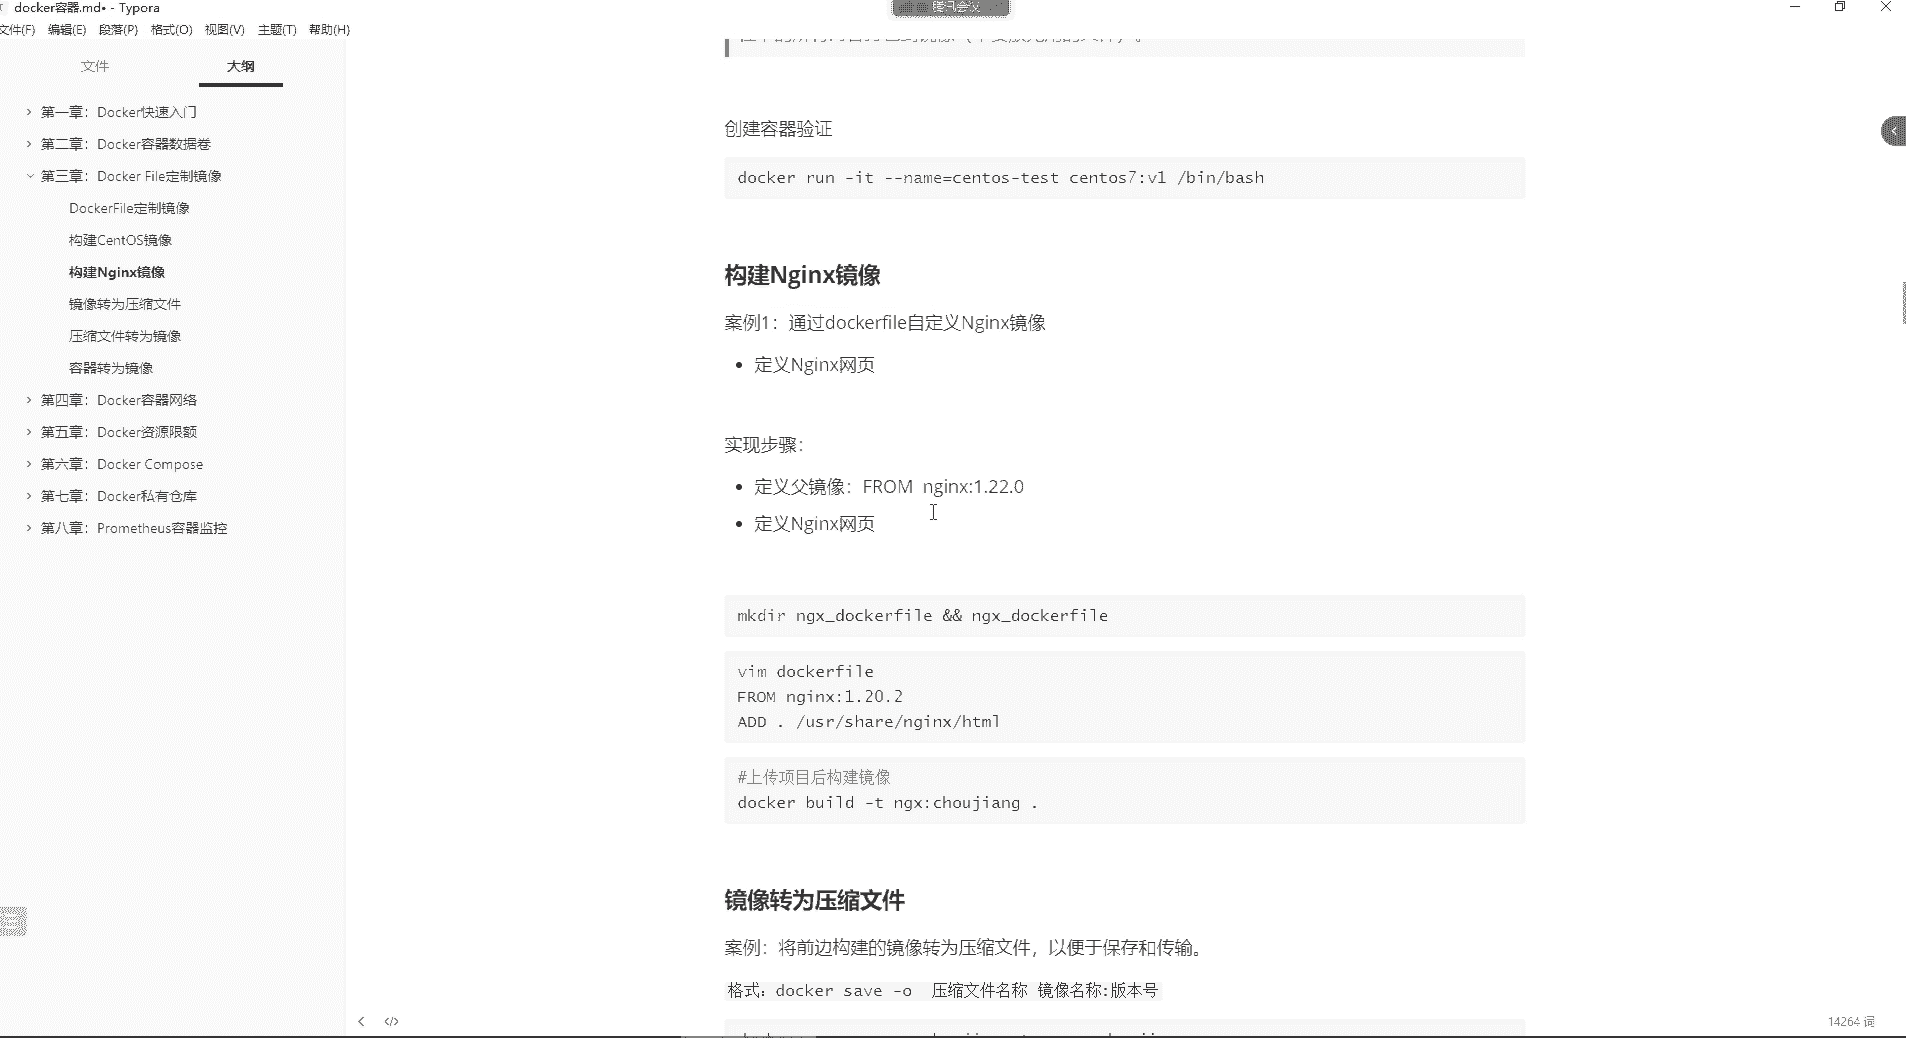 docker容器.md• - Typora
腾讯会议
文件(F) 编辑(E) 段落(P) 格式(O) 视图(V) 主题(T) 帮助(H)
文件 大纲
第一章：Docker快速入门
第二章：Docker容器数据卷
第三章：Docker File定制镜像
DockerFile定制镜像
构建CentOS镜像
构建Nginx镜像
镜像转为压缩文件
压缩文件转为镜像
容器转为镜像
第四章：Docker容器网络
第五章：Docker资源限额
第六章：Docker Compose
第七章：Docker私有仓库
第八章：Prometheus容器监控
创建容器验证
docker run -it --name=centos-test centos7:v1 /bin/bash
构建Nginx镜像
案例1：通过dockerfile自定义Nginx镜像
• 定义Nginx网页
实现步骤：
• 定义父镜像：FROM nginx:1.22.0
• 定义Nginx网页
mkdir ngx_dockerfile && ngx_dockerfile
vim dockerfile
FROM nginx:1.20.2
ADD . /usr/share/nginx/html
#上传项目后构建镜像
docker build -t ngx:choujiang .
镜像转为压缩文件
案例：将前边构建的镜像转为压缩文件，以便于保存和传输。
格式：docker save -o 压缩文件名称 镜像名称:版本号
</>
14264 词